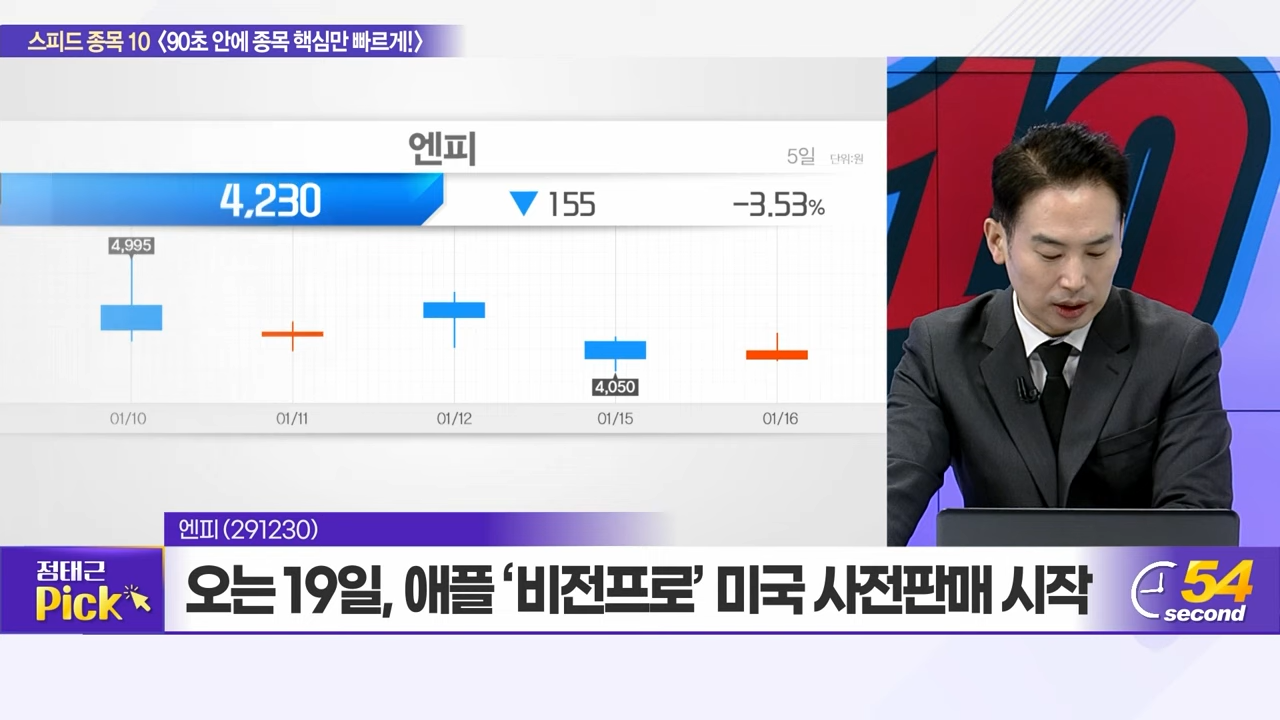 스피드 종목 10 〈90초 안에 종목 핵심만 빠르게!〉
10
엔피
5일 단위:원
4,230 ▼ 155 -3.53%
4,995
4,050
01/10 01/11 01/12 01/15 01/16
엔피 (291230)
정태근
Pick
오는 19일, 애플 ‘비전프로’ 미국 사전판매 시작
54
second